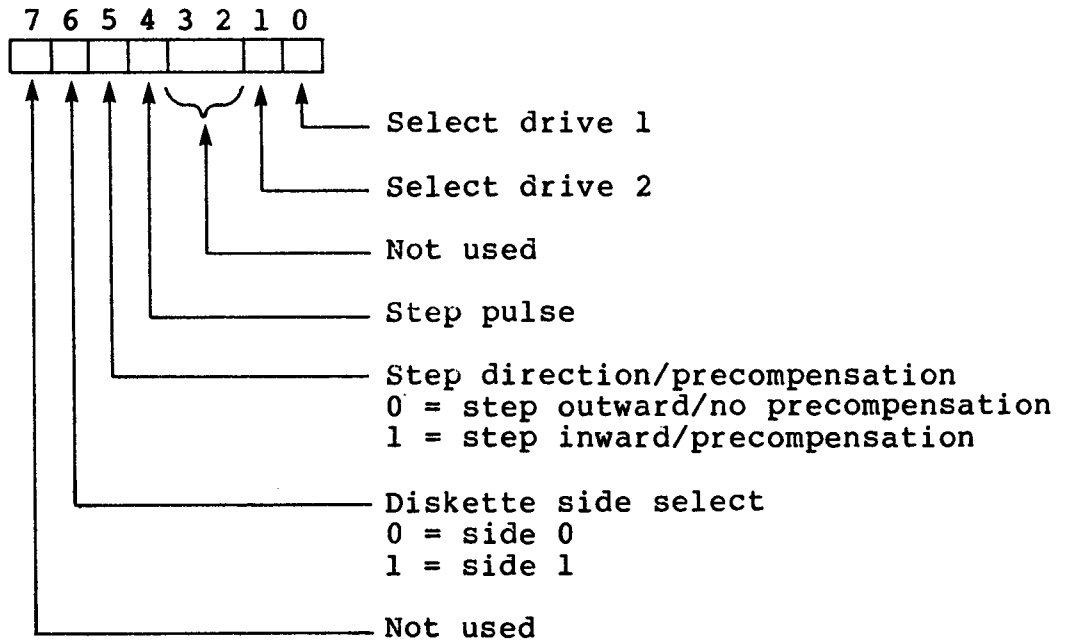 7 6 5 4 3 2 1 0
Select drive 1
Select drive 2
Not used
Step pulse
Step direction/precompensation
0 = step outward/no precompensation
1 = step inward/precompensation
Diskette side select
0 = side 0
1 = side 1
Not used